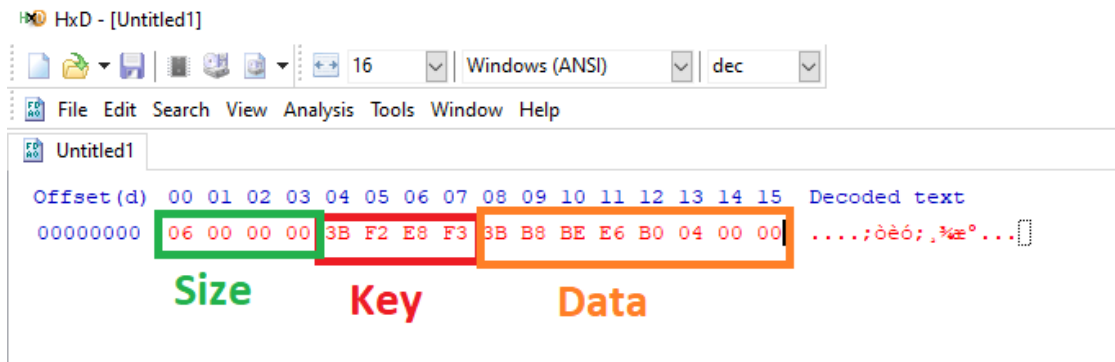 HxD - [Untitled1]
16 Windows (ANSI) dec
File Edit Search View Analysis Tools Window Help
Untitled1
Offset(d) 00 01 02 03 04 05 06 07 08 09 10 11 12 13 14 15 Decoded text
00000000 06 00 00 00 3B F2 E8 F3 3B B8 BE E6 B0 04 00 00 ....;òèó;¸¾æ°...
Size Key Data